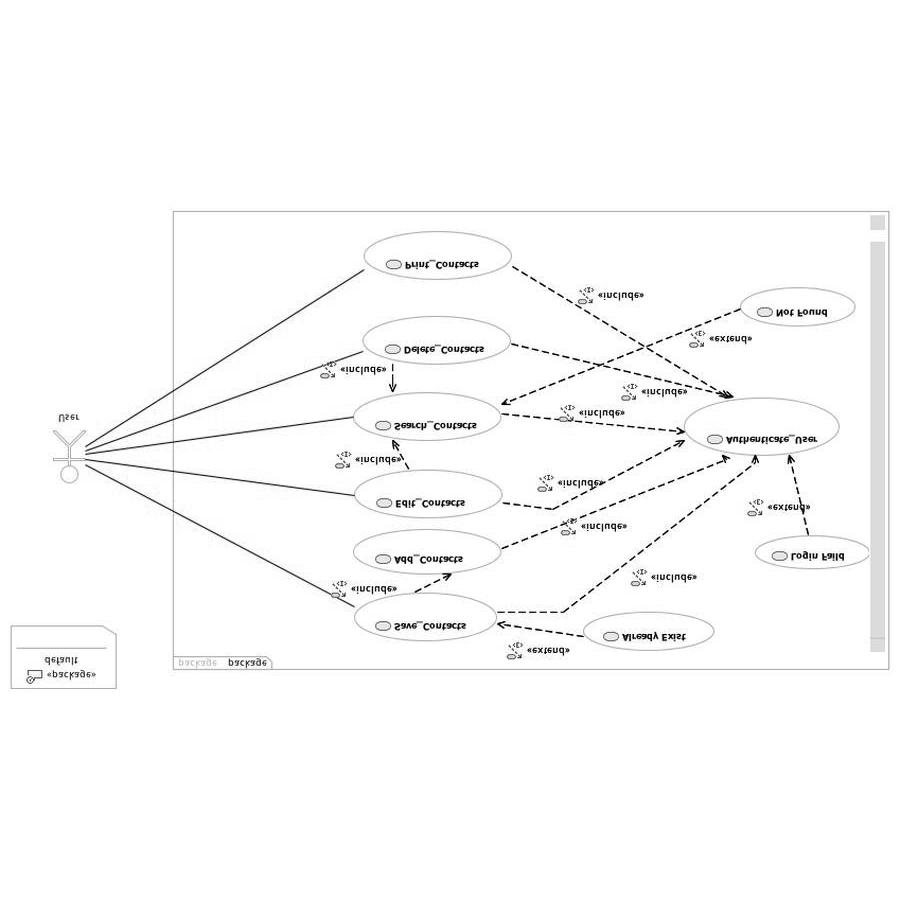 «package»
default
package package
«extend»
Already Exist
Save_Contacts
«include»
«include»
Add_Contacts
Login Faild
«include»
«extend»
Edit_Contacts
«include»
«include»
Authenticate_User
Search_Contacts
User
«include»
«include»
«include»
Delete_Contacts
«extend»
Not Found
«include»
Print_Contacts